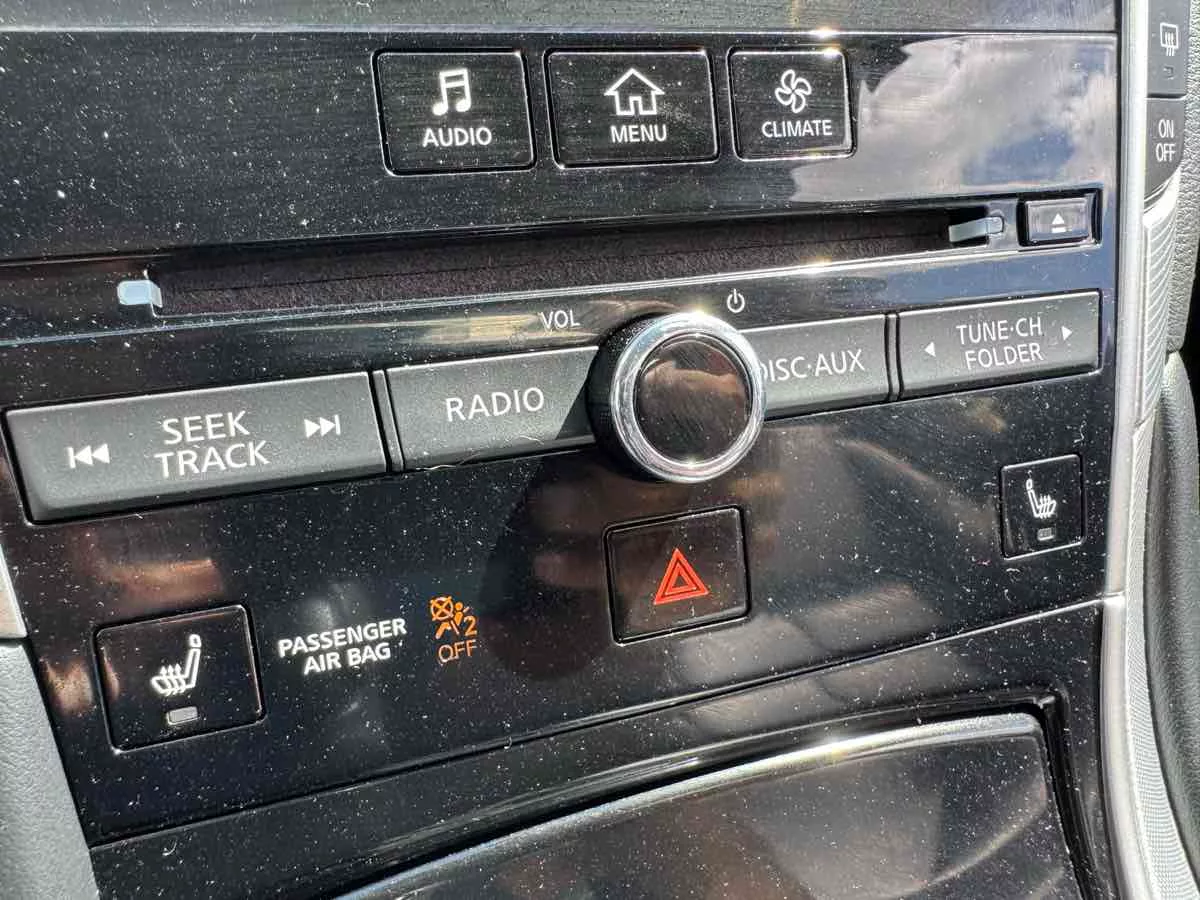 AUDIO
MENU
CLIMATE
ON
OFF
VOL
SEEK
TRACK
RADIO
DISC·AUX
TUNE·CH
FOLDER
PASSENGER
AIR BAG
2
OFF